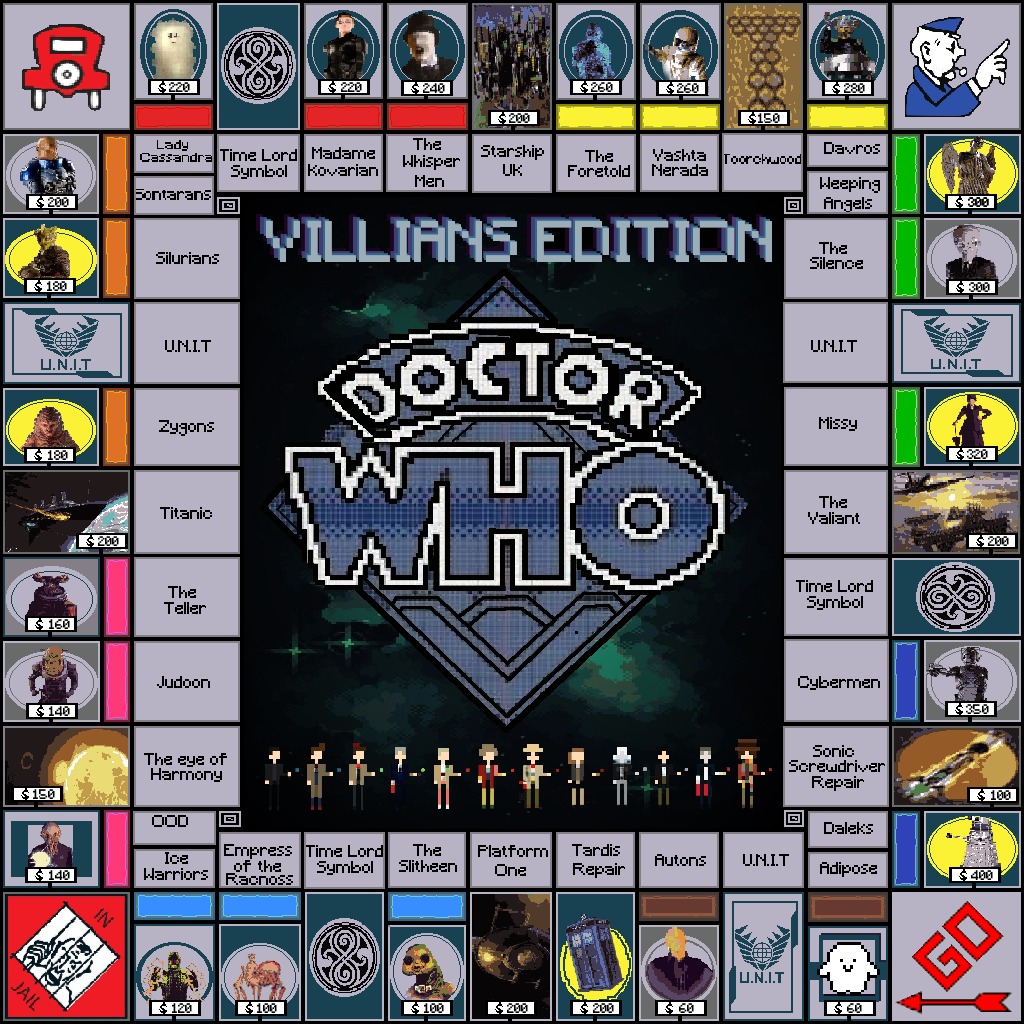 $220
$220
$240
$200
$260
$260
$150
$280
Lady
Cassandra
Time Lord
Symbol
Madame
Kovarian
The
Whisper
Men
Starship
UK
The
Foretold
Vashta
Nerada
Toorchwood
Davros
$200
Sontarans
Weeping
Angels
$300
VILLIANS EDITION
$180
Silurians
The
Silence
$300
U.N.I.T
U.N.I.T
U.N.I.T
U.N.I.T
DOCTOR
WHO
$180
Zygons
Missy
$320
$200
Titanic
The
Valiant
$200
$160
The
Teller
Time Lord
Symbol
$140
Judoon
Cybermen
$350
$150
The eye of
Harmony
Sonic
Screwdriver
Repair
$100
$140
OOD
Daleks
$400
Ice
Warriors
Empress
of the
Racnoss
Time Lord
Symbol
The
Slitheen
Platform
One
Tardis
Repair
Autons
U.N.I.T
Adipose
IN
JAIL
$120
$100
$100
$200
$200
$60
U.N.I.T
$60
GO